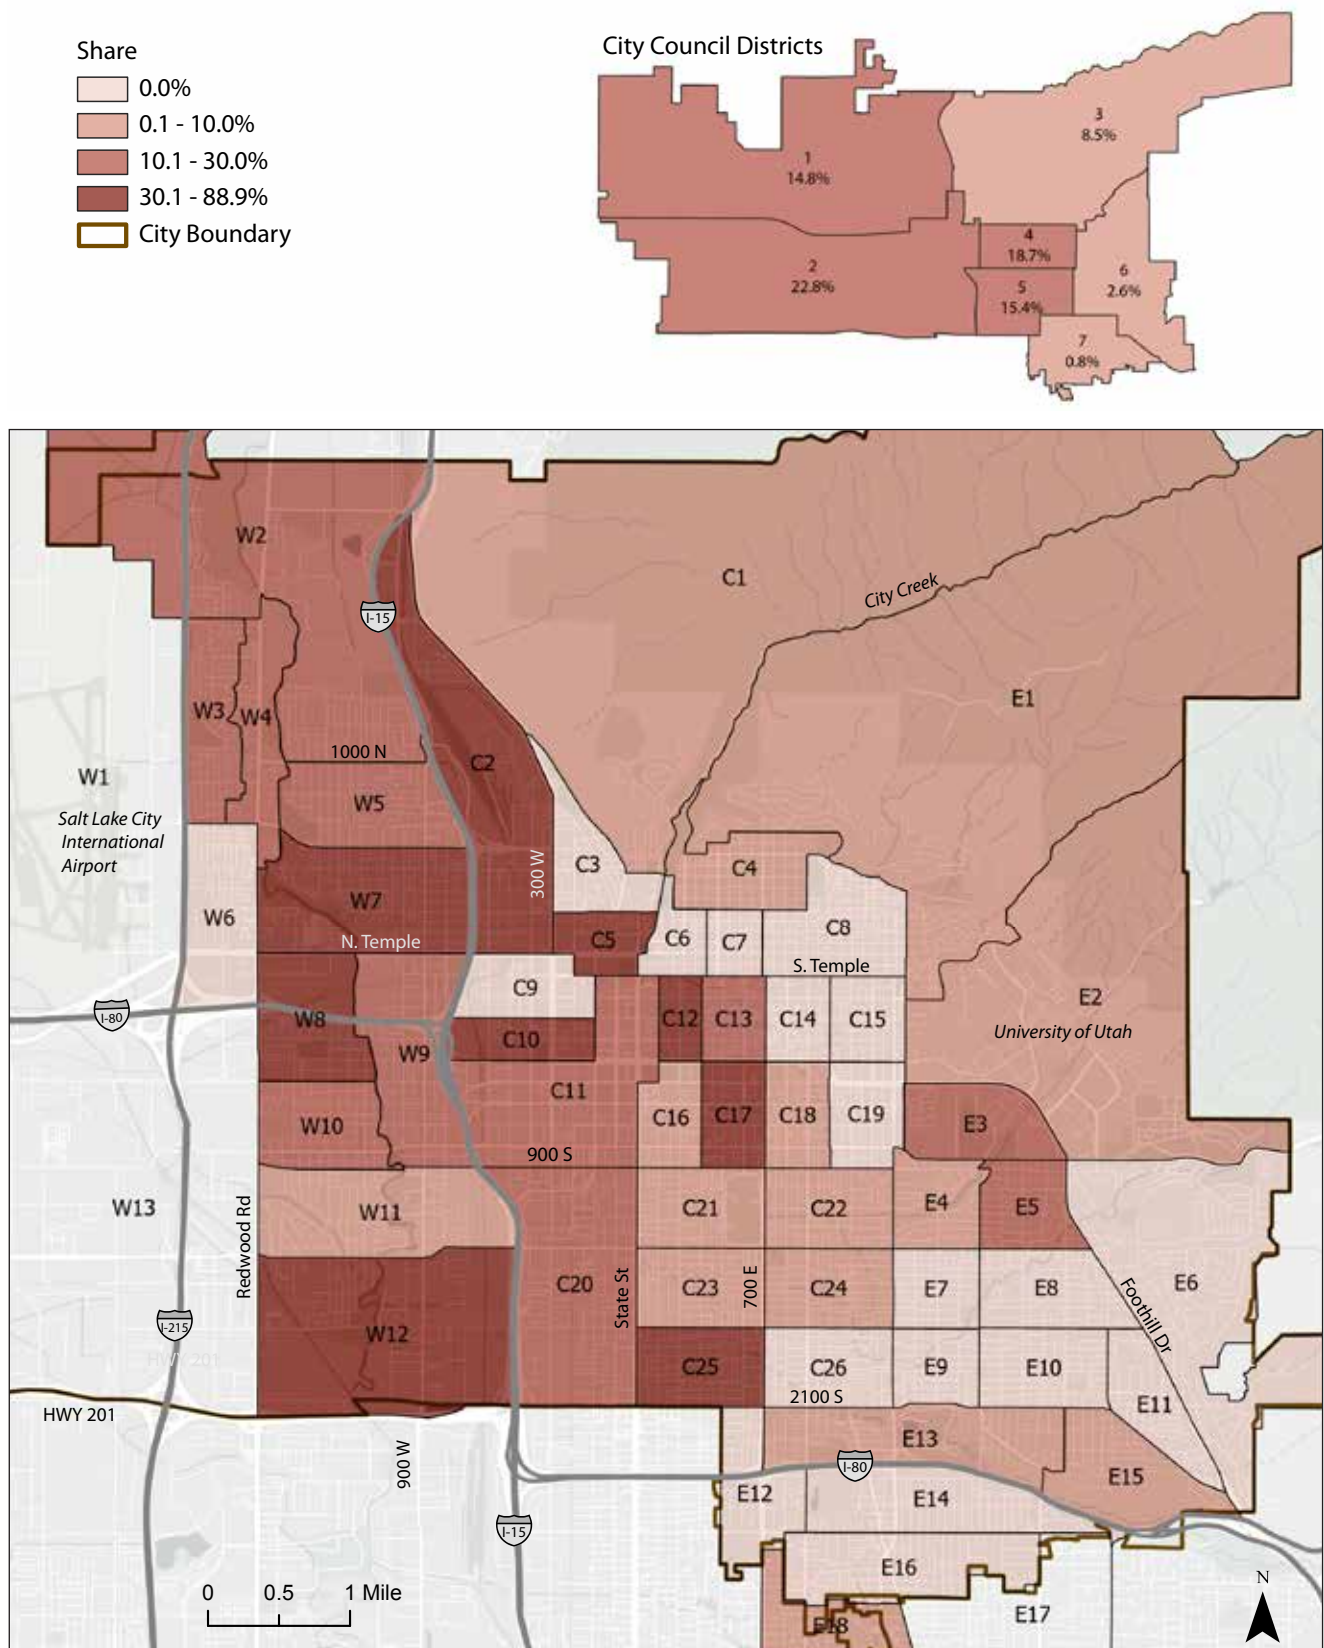 Share
0.0%
0.1 - 10.0%
10.1 - 30.0%
30.1 - 88.9%
City Boundary
City Council Districts
1
14.8%
2
22.8%
3
8.5%
4
18.7%
5
15.4%
6
2.6%
7
0.8%
W2
C1
City Creek
I-15
E1
W3
W4
1000 N
C2
W1
W5
Salt Lake City
International
Airport
300 W
C3
C4
W7
W6
N. Temple
C5
C6
C7
C8
S. Temple
C9
E2
I-80
W8
C12
C13
C14
C15
University of Utah
C10
W9
C11
W10
C16
C17
C18
C19
E3
900 S
W13
Redwood Rd
W11
C21
C22
E4
E5
C20
State St
C23
700 E
C24
E7
E8
Foothill Dr
E6
I-215
HWY 201
W12
C25
C26
E9
E10
2100 S
E11
HWY 201
900 W
E13
I-80
E15
E12
E14
I-15
E16
0 0.5 1 Mile
E17
E18
N